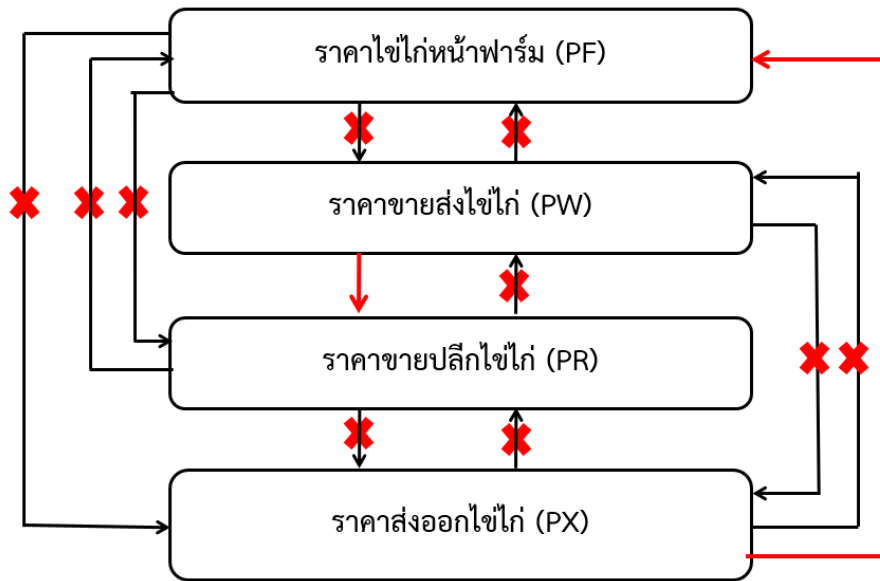 ราคาไข่ไก่หน้าฟาร์ม (PF)
ราคาขายส่งไข่ไก่ (PW)
ราคาขายปลีกไข่ไก่ (PR)
ราคาส่งออกไข่ไก่ (PX)